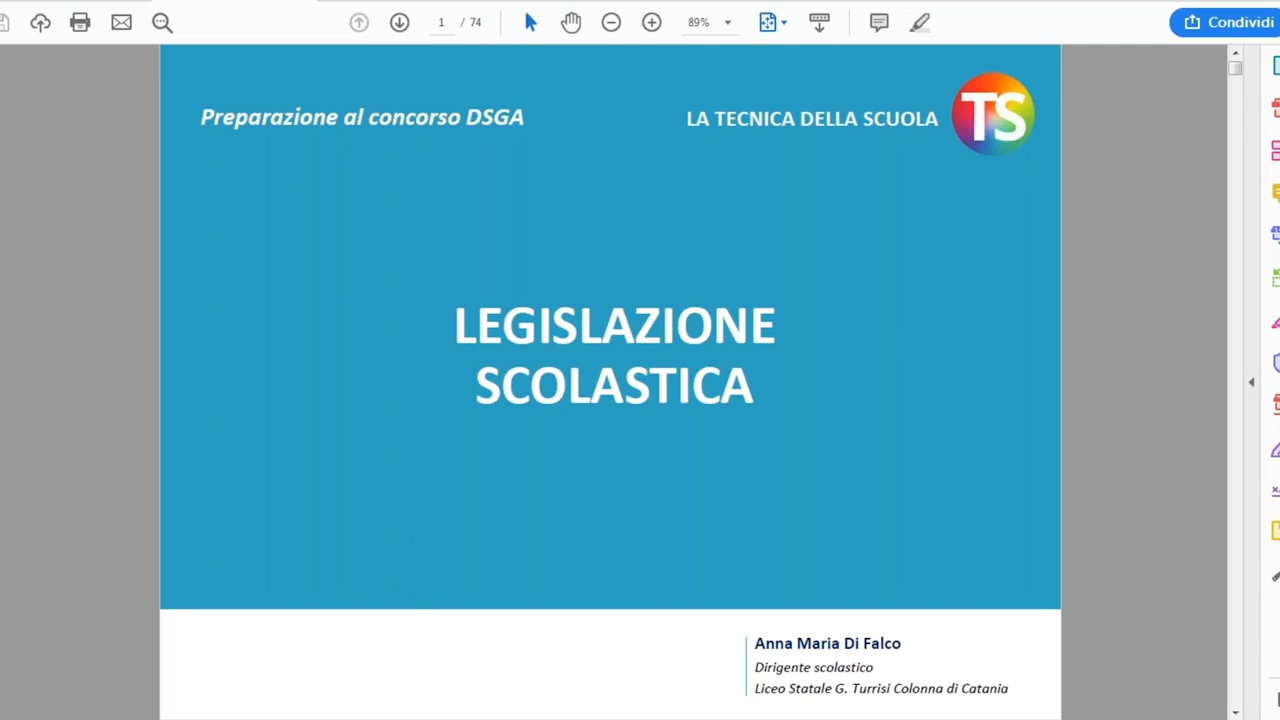 1 / 74
89%
Condividi
Preparazione al concorso DSGA
LA TECNICA DELLA SCUOLA
TS
LEGISLAZIONE
SCOLASTICA
Anna Maria Di Falco
Dirigente scolastico
Liceo Statale G. Turrisi Colonna di Catania